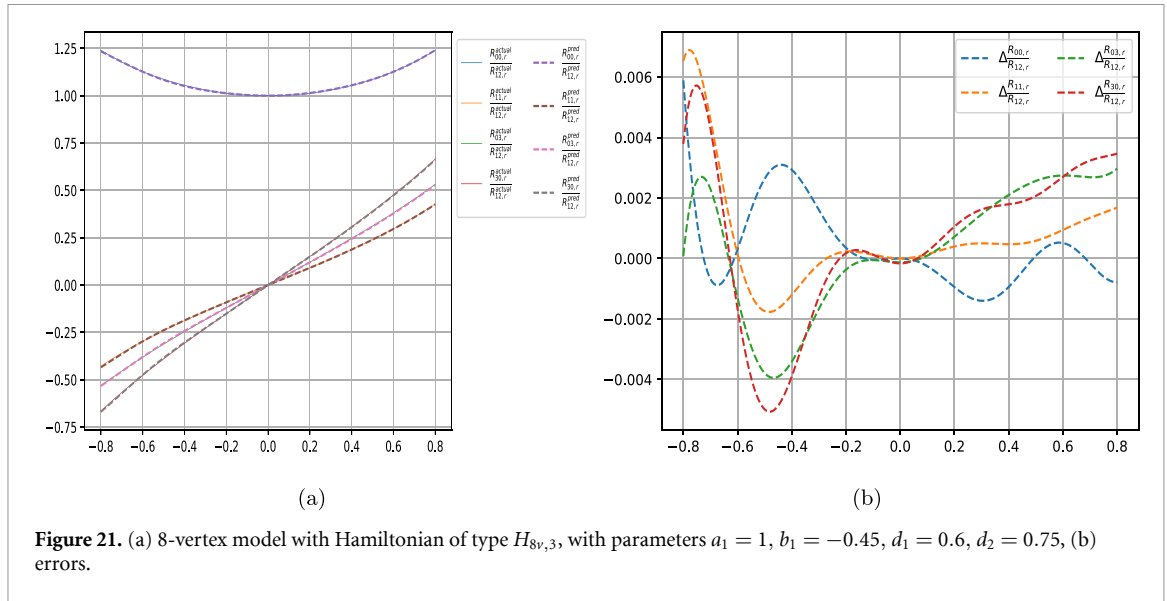 1.25
1.00
0.75
0.50
0.25
0.00
−0.25
−0.50
−0.75
−0.8 −0.6 −0.4 −0.2 0.0 0.2 0.4 0.6 0.8
R^{actual}_{00,r} / R^{actual}_{12,r} R^{pred}_{00,r} / R^{pred}_{12,r}
R^{actual}_{11,r} / R^{actual}_{12,r} R^{pred}_{11,r} / R^{pred}_{12,r}
R^{actual}_{03,r} / R^{actual}_{12,r} R^{pred}_{03,r} / R^{pred}_{12,r}
R^{actual}_{30,r} / R^{actual}_{12,r} R^{pred}_{30,r} / R^{pred}_{12,r}
(a)
0.006
0.004
0.002
0.000
−0.002
−0.004
−0.8 −0.6 −0.4 −0.2 0.0 0.2 0.4 0.6 0.8
Δ R_{00,r} / R_{12,r} Δ R_{03,r} / R_{12,r}
Δ R_{11,r} / R_{12,r} Δ R_{30,r} / R_{12,r}
(b)
Figure 21. (a) 8-vertex model with Hamiltonian of type H_{8v,3}, with parameters a_1 = 1, b_1 = −0.45, d_1 = 0.6, d_2 = 0.75, (b)
errors.